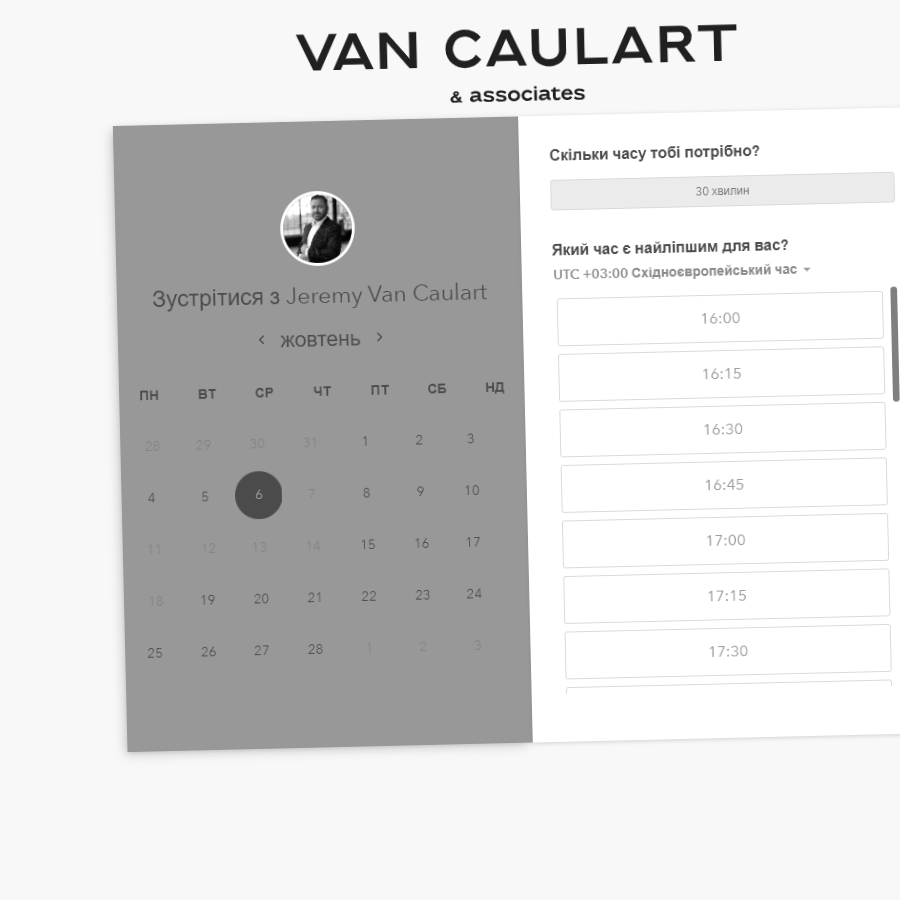 VAN CAULART
& associates
Зустрітися з Jeremy Van Caulart
жовтень
ПН ВТ СР ЧТ ПТ СБ НД
28 29 30 31 1 2 3
4 5 6 7 8 9 10
11 12 13 14 15 16 17
18 19 20 21 22 23 24
25 26 27 28 1 2 3
Скільки часу тобі потрібно?
30 хвилин
Який час є найліпшим для вас?
UTC +03:00 Східноєвропейський час
16:00
16:15
16:30
16:45
17:00
17:15
17:30